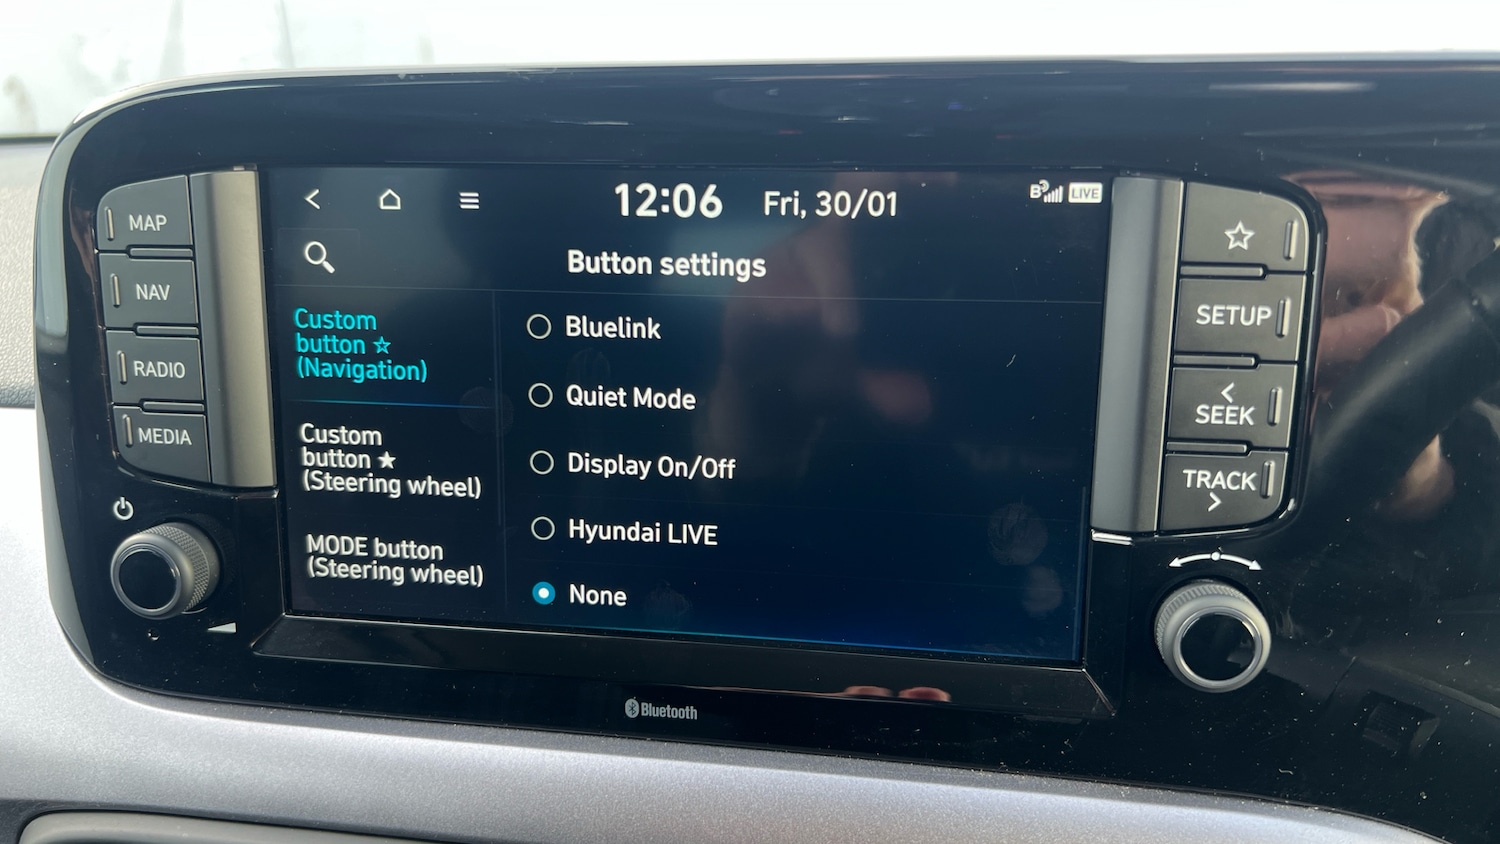 12:06 Fri, 30/01 B LIVE
Button settings
Custom
button ☆
(Navigation)
Custom
button ★
(Steering wheel)
MODE button
(Steering wheel)
Bluelink
Quiet Mode
Display On/Off
Hyundai LIVE
None
MAP
NAV
RADIO
MEDIA
☆
SETUP
<
SEEK
TRACK
>
Bluetooth